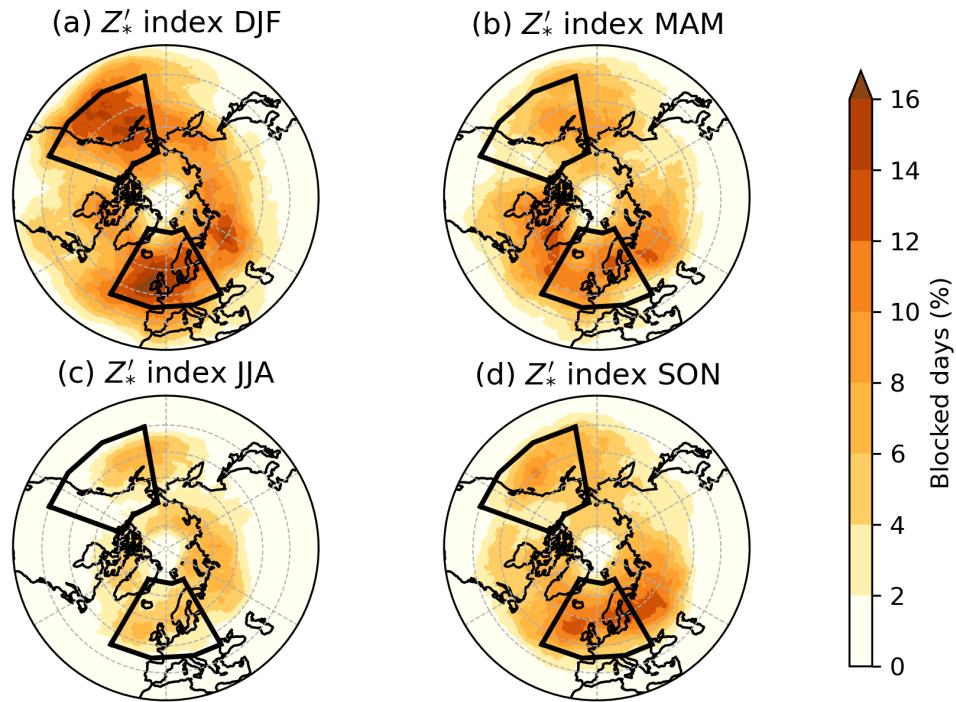 (a) Z′* index DJF
(b) Z′* index MAM
(c) Z′* index JJA
(d) Z′* index SON
16
14
12
10
8
6
4
2
0
Blocked days (%)